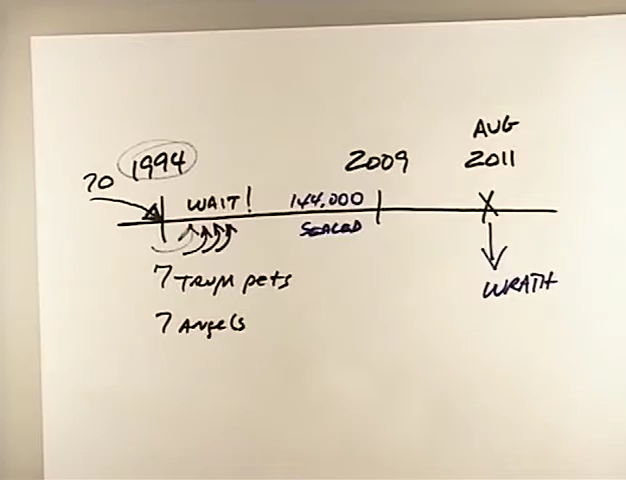 AUG
1994 2009 2011
70
WAIT! 144,000
SEALED
7 TRUMPETS
WRATH
7 ANGELS